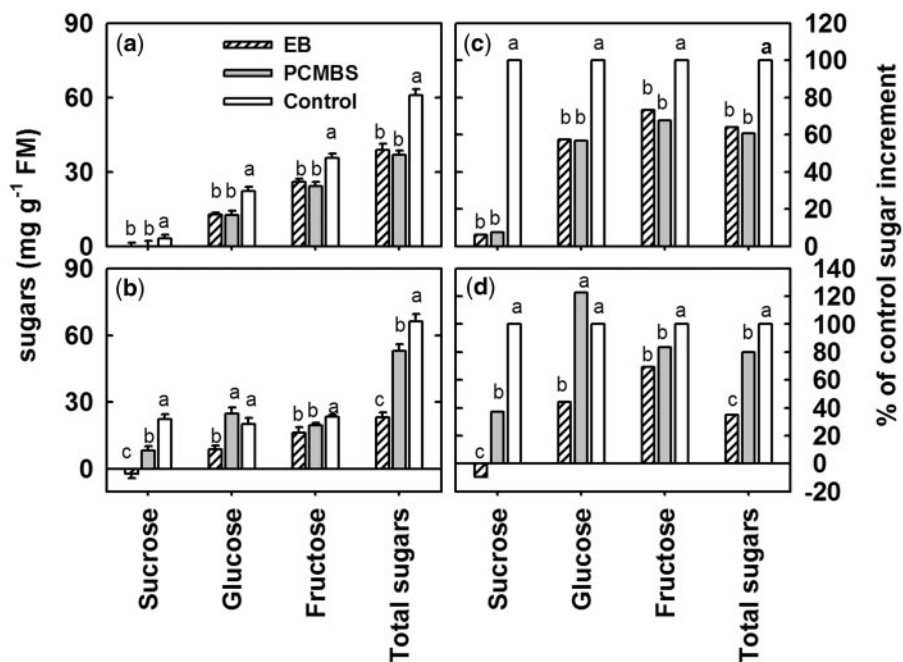 90
60
30
0
(a)
EB
PCMBS
Control
b b a
b b a
b b a
b b a
(c)
120
100
80
60
40
20
0
b b a
b b a
b b a
b b a
90
60
30
0
(b)
c b a
b a a
b b a
c b a
(d)
140
120
100
80
60
40
20
0
-20
c b a
b a a
b b a
c b a
sugars (mg g⁻¹ FM)
% of control sugar increment
Sucrose
Glucose
Fructose
Total sugars
Sucrose
Glucose
Fructose
Total sugars